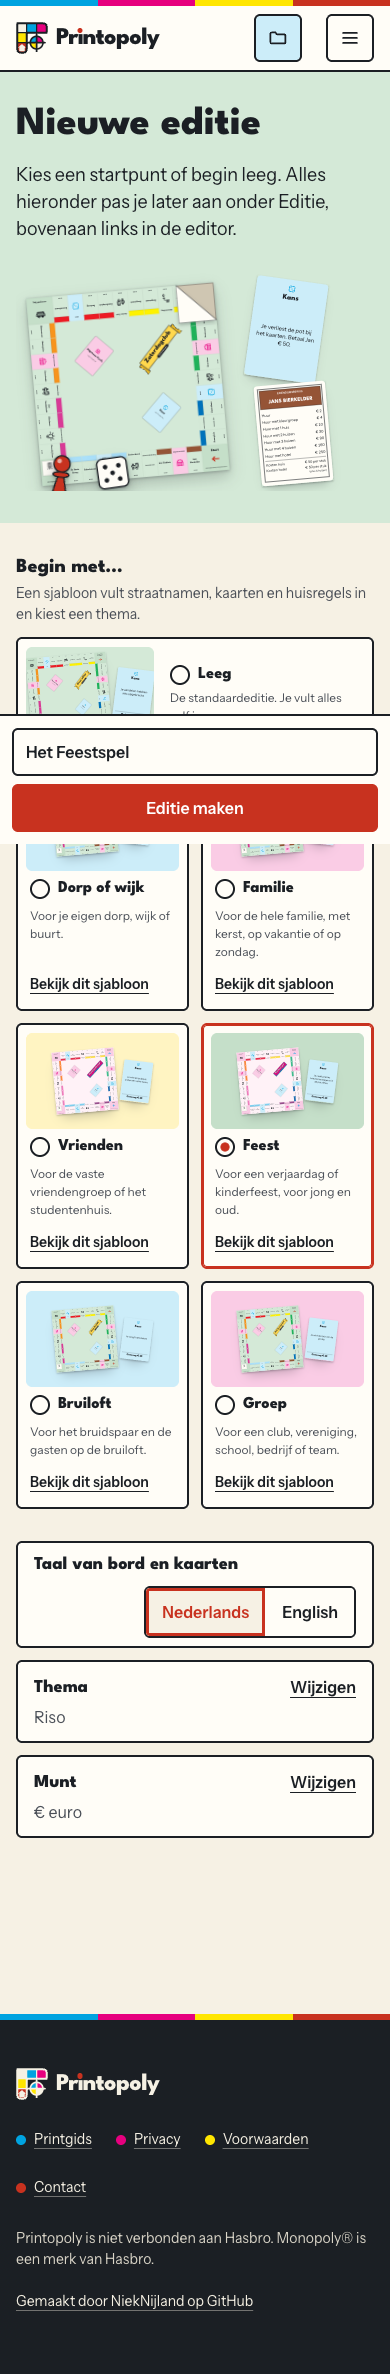 Printopoly
Nieuwe editie
Kies een startpunt of begin leeg. Alles
hieronder pas je later aan onder Editie,
bovenaan links in de editor.
Kans
Je verliest de pot bij
het kaarten. Betaal Jan
€ 50.
Zaterdagclub
JANS BIERKELDER
Begin met...
Een sjabloon vult straatnamen, kaarten en huisregels in
en kiest een thema.
Leeg
De standaardeditie. Je vult alles
Het Feestspel
Editie maken
Dorp of wijk
Voor je eigen dorp, wijk of
buurt.
Bekijk dit sjabloon
Familie
Voor de hele familie, met
kerst, op vakantie of op
zondag.
Bekijk dit sjabloon
Vrienden
Voor de vaste
vriendengroep of het
studentenhuis.
Bekijk dit sjabloon
Feest
Voor een verjaardag of
kinderfeest, voor jong en
oud.
Bekijk dit sjabloon
Bruiloft
Voor het bruidspaar en de
gasten op de bruiloft.
Bekijk dit sjabloon
Groep
Voor een club, vereniging,
school, bedrijf of team.
Bekijk dit sjabloon
Taal van bord en kaarten
Nederlands English
Thema Wijzigen
Riso
Munt Wijzigen
€ euro
Printopoly
Printgids Privacy Voorwaarden
Contact
Printopoly is niet verbonden aan Hasbro. Monopoly® is
een merk van Hasbro.
Gemaakt door NiekNijland op GitHub